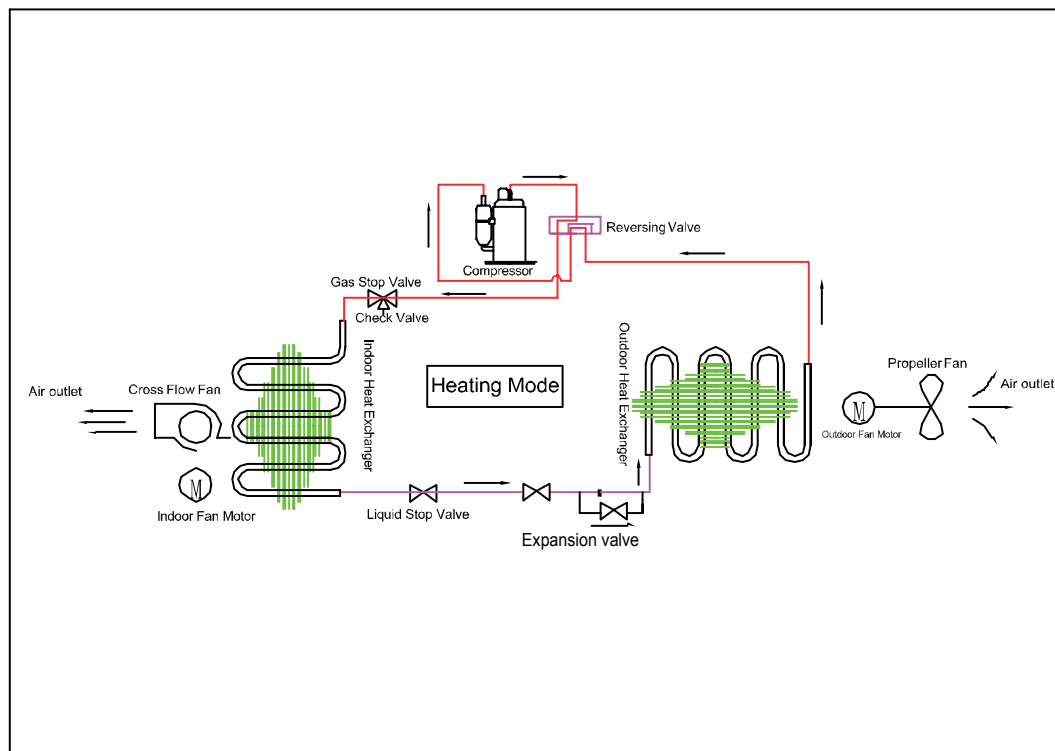 Reversing Valve
Compressor
Gas Stop Valve
Check Valve
Indoor Heat Exchanger
Outdoor Heat Exchanger
Heating Mode
Propeller Fan
Air outlet
Cross Flow Fan
Air outlet
M
Outdoor Fan Motor
M
Indoor Fan Motor
Liquid Stop Valve
Expansion valve